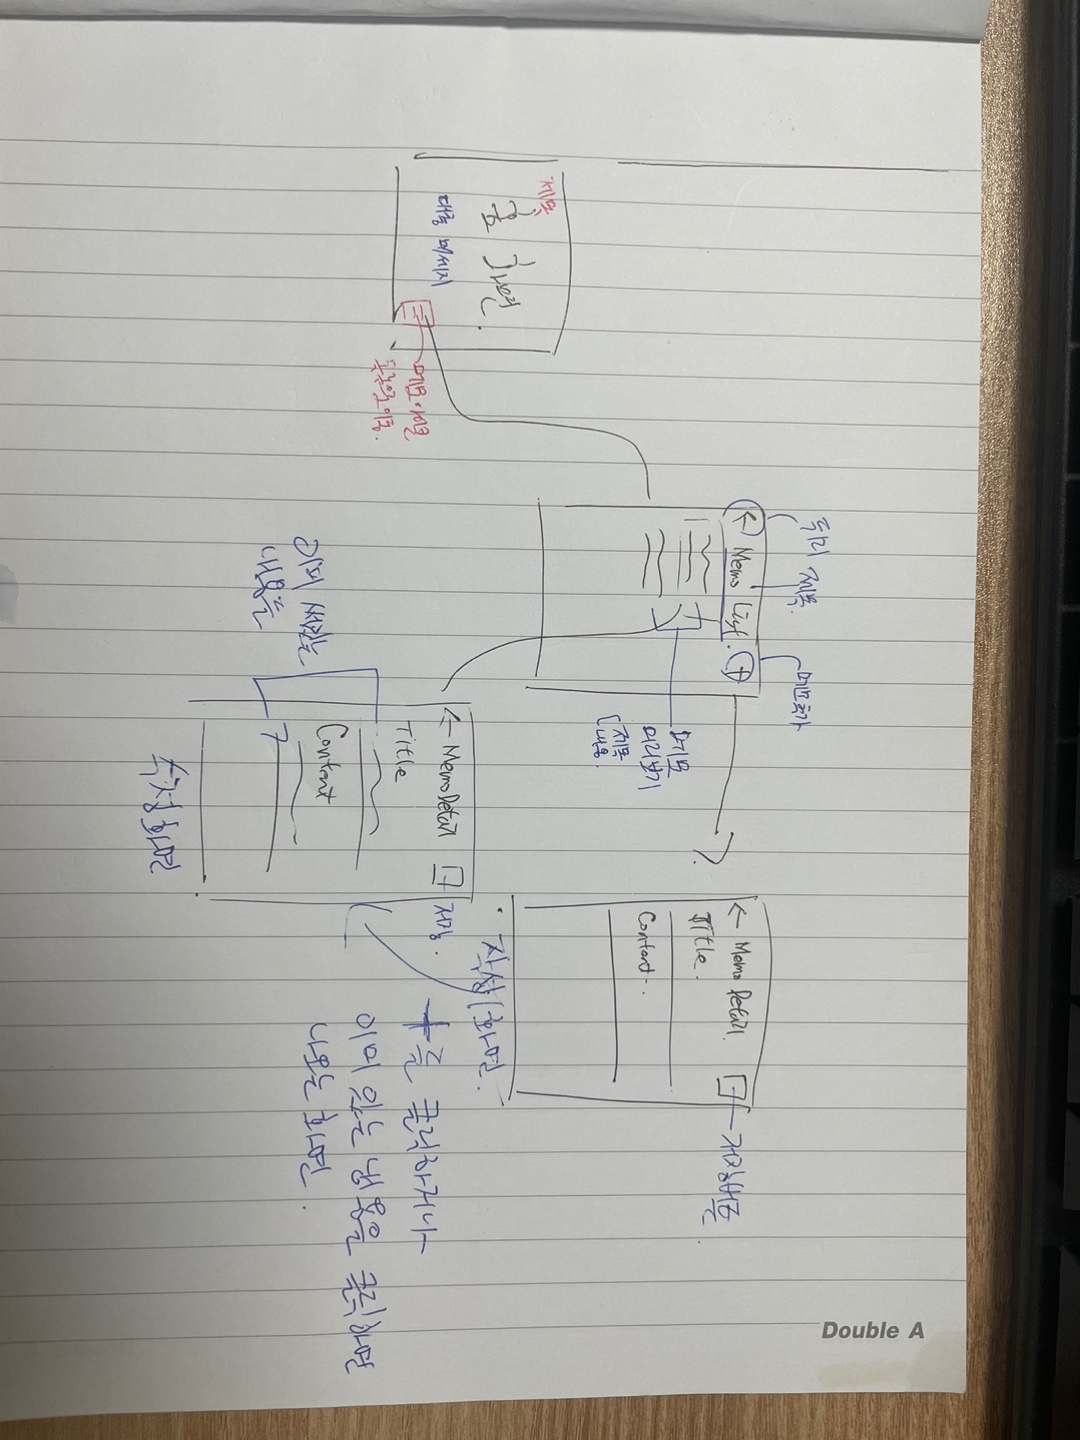 Double A
뒤로
제목.
메모추가
← Memo List. +
메모
미리보기
제목
내용.
← Memo Detail.
저장버튼.
Title.
Content..
작성 화면.
+를 클릭하거나
이미 있는 내용을 클릭하면
나오는 화면.
제목
홈 화면.
대충 메세지
메모 아이콘
목록으로 이동.
← Memo Detail
저장.
Title
Content
이미 써있는
내용들
수정화면